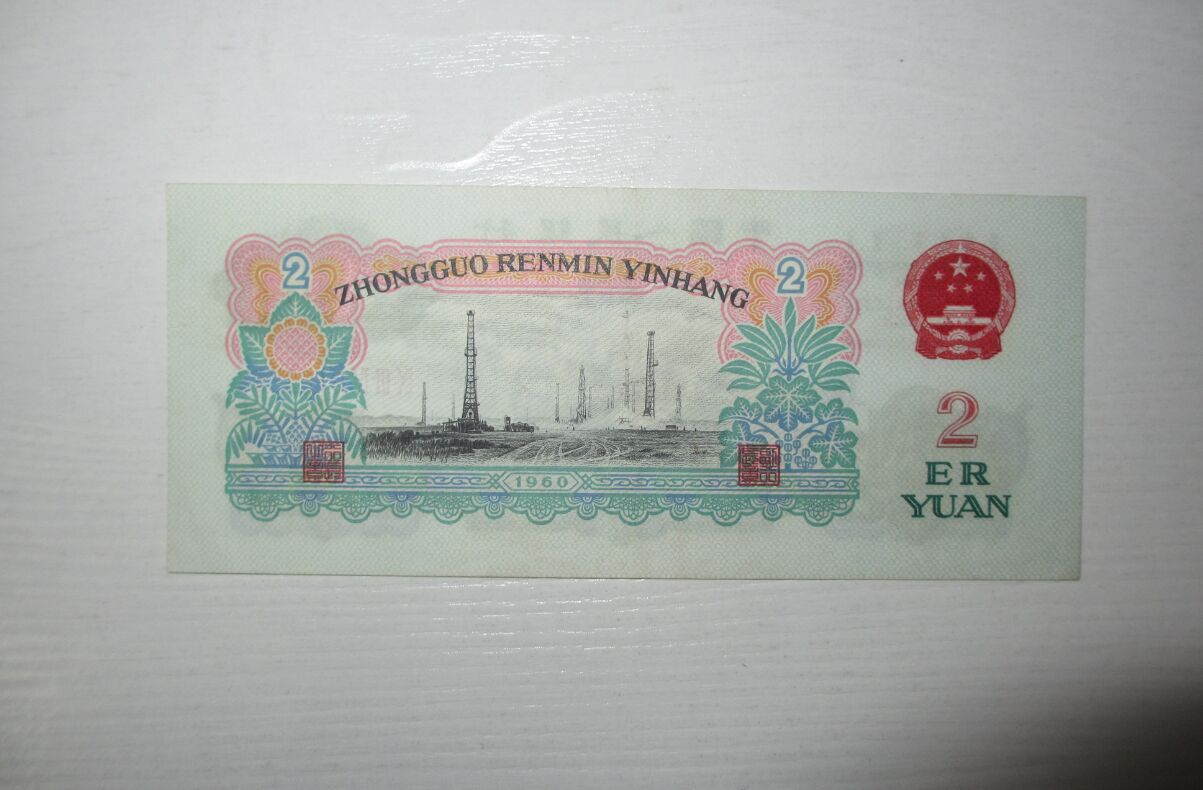 ZHONGGUO RENMIN YINHANG
2
2
1960
2
ER
YUAN